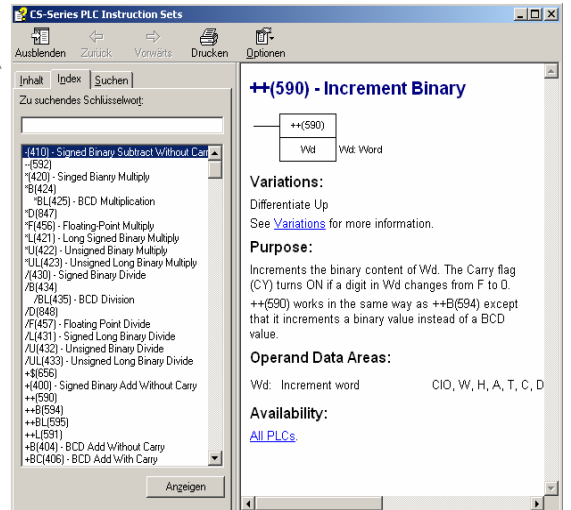 CS-Series PLC Instruction Sets
Ausblenden Zurück Vorwärts Drucken Optionen
Inhalt Index Suchen
Zu suchendes Schlüsselwort:
-(410) - Signed Binary Subtract Without Carr
--(592)
*(420) - Singed Bianry Multiply
*B(424)
*BL(425) - BCD Multiplication
*D(847)
*F(456) - Floating-Point Multiply
*L(421) - Long Signed Binary Multiply
*U(422) - Unsigned Binary Multiply
*UL(423) - Unsigned Long Binary Multiply
/(430) - Signed Binary Divide
/B(434)
/BL(435) - BCD Division
/D(848)
/F(457) - Floating Point Divide
/L(431) - Signed Long Binary Divide
/U(432) - Unsigned Binary Divide
/UL(433) - Unsigned Long Binary Divide
+$(656)
+(400) - Signed Binary Add Without Carry
++(590)
++B(594)
++BL(595)
++L(591)
+B(404) - BCD Add Without Carry
+BC(406) - BCD Add With Carry
Anzeigen
++(590) - Increment Binary
++(590)
Wd Wd: Word
Variations:
Differentiate Up
See Variations for more information.
Purpose:
Increments the binary content of Wd. The Carry flag
(CY) turns ON if a digit in Wd changes from F to 0.
++(590) works in the same way as ++B(594) except
that it increments a binary value instead of a BCD
value.
Operand Data Areas:
Wd: Increment word CIO, W, H, A, T, C, D
Availability:
All PLCs.